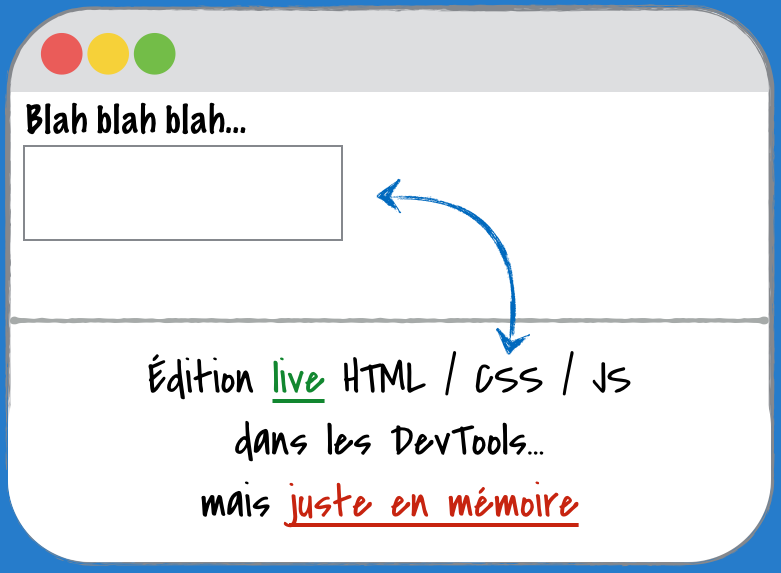 Blah blah blah...
Édition live HTML / CSS / JS
dans les DevTools...
mais juste en mémoire